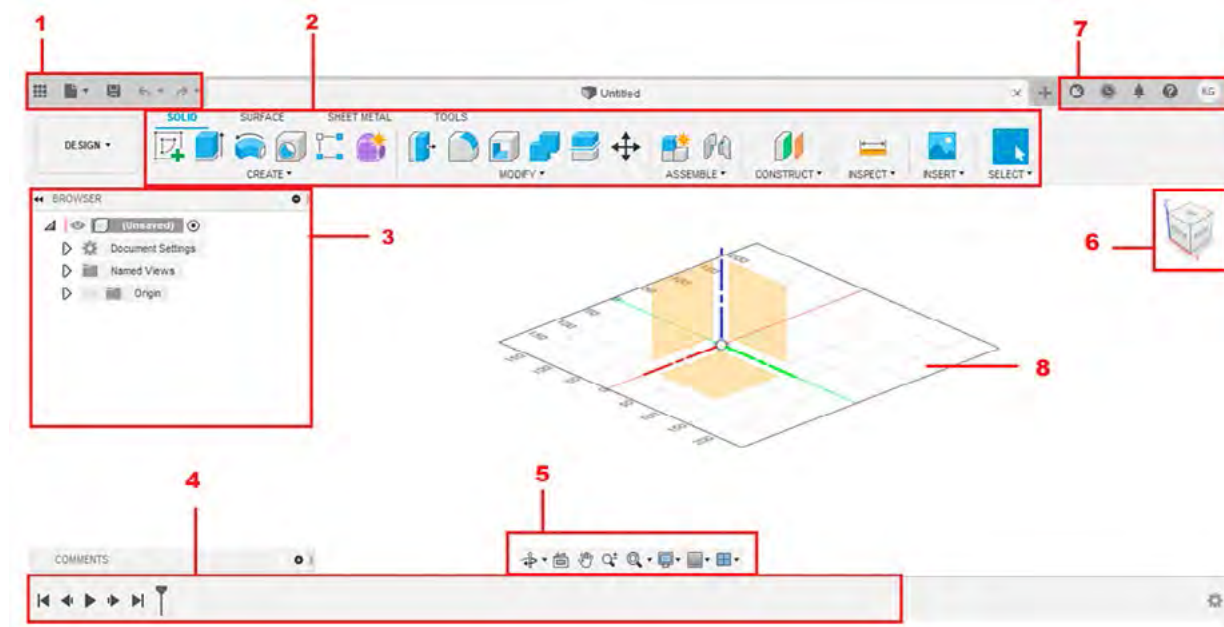 1
2
7
Untitled
KG
DESIGN
SOLID SURFACE SHEET METAL TOOLS
CREATE MODIFY ASSEMBLE CONSTRUCT INSPECT INSERT SELECT
BROWSER
(Unsaved)
Document Settings
Named Views
Origin
3
6
8
4
5
COMMENTS